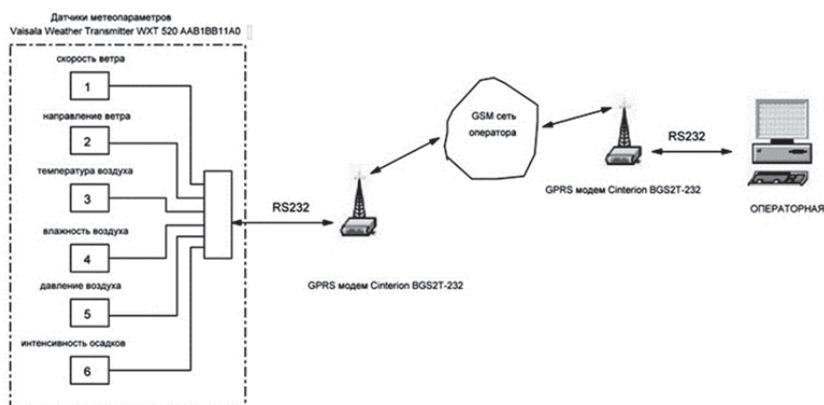 Датчики метеопараметров
Vaisala Weather Transmitter WXT 520 AAB1BB11A0
скорость ветра
1
направление ветра
2
температура воздуха
3
влажность воздуха
4
давление воздуха
5
интенсивность осадков
6
RS232
GPRS модем Cinterion BGS2T-232
GSM сеть
оператора
GPRS модем Cinterion BGS2T-232
RS232
ОПЕРАТОРНАЯ